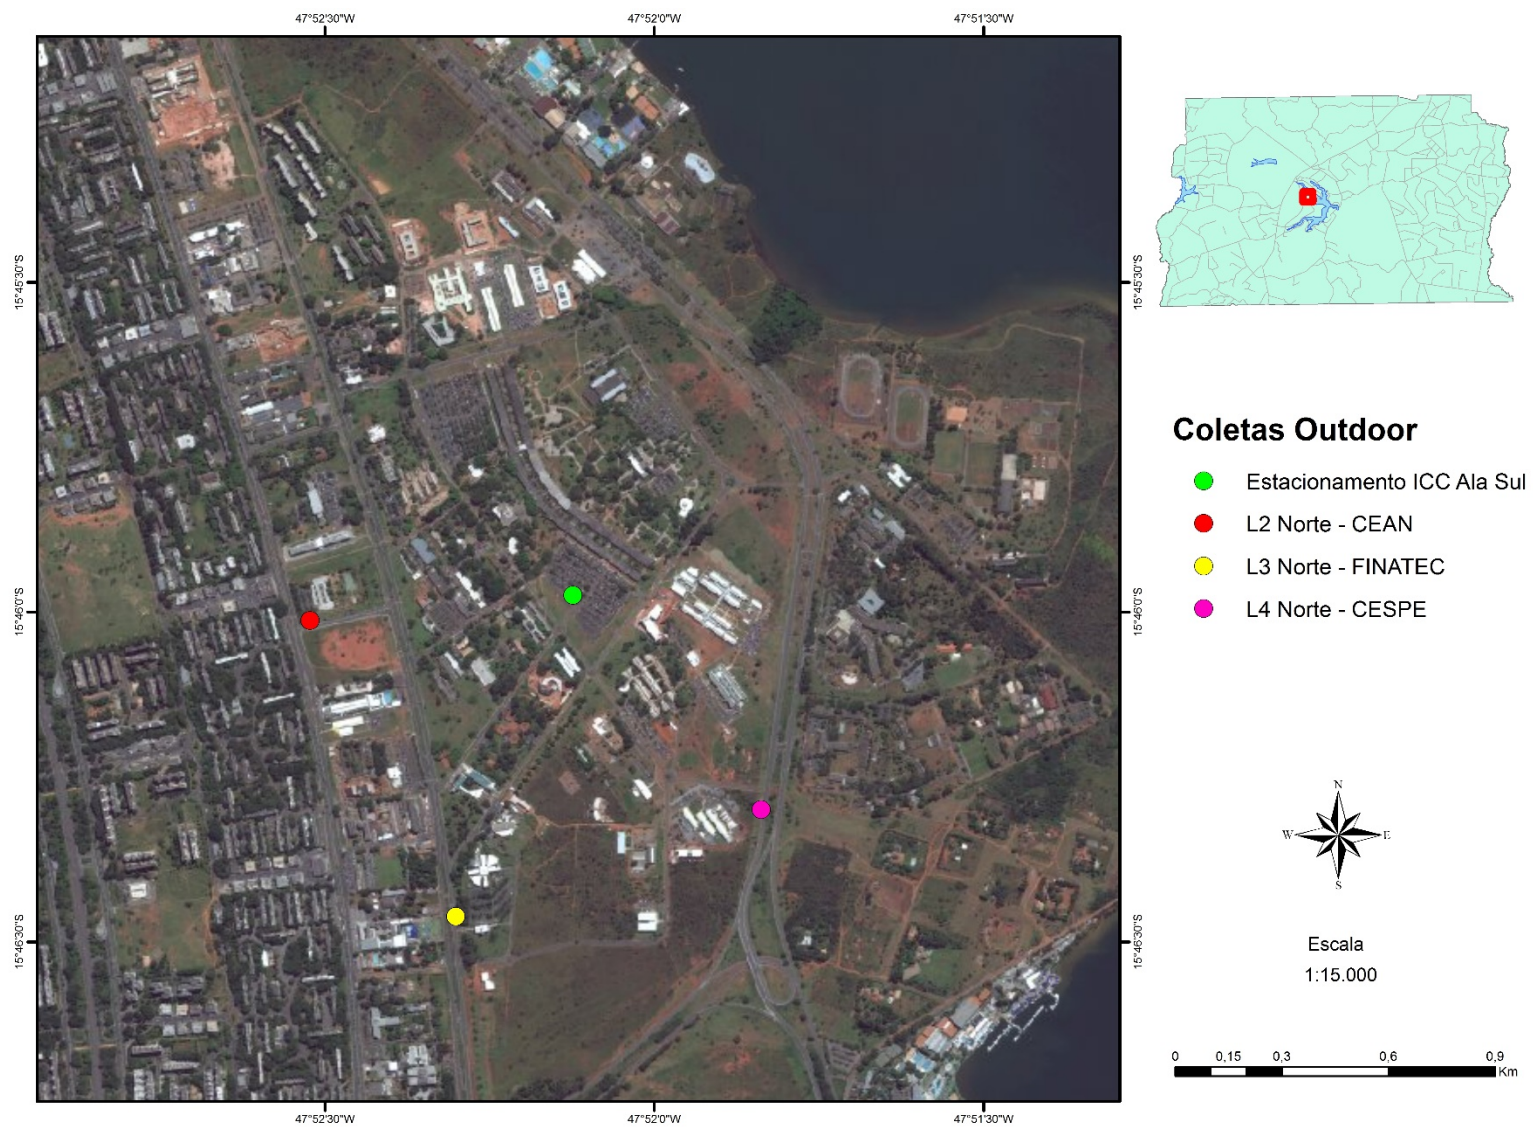 47°52'30"W
47°52'0"W
47°51'30"W
15°45'30"S
15°45'30"S
15°46'0"S
15°46'0"S
15°46'30"S
15°46'30"S
47°52'30"W
47°52'0"W
47°51'30"W
Coletas Outdoor
Estacionamento ICC Ala Sul
L2 Norte - CEAN
L3 Norte - FINATEC
L4 Norte - CESPE
N
W E
S
Escala
1:15.000
0 0,15 0,3 0,6 0,9
Km